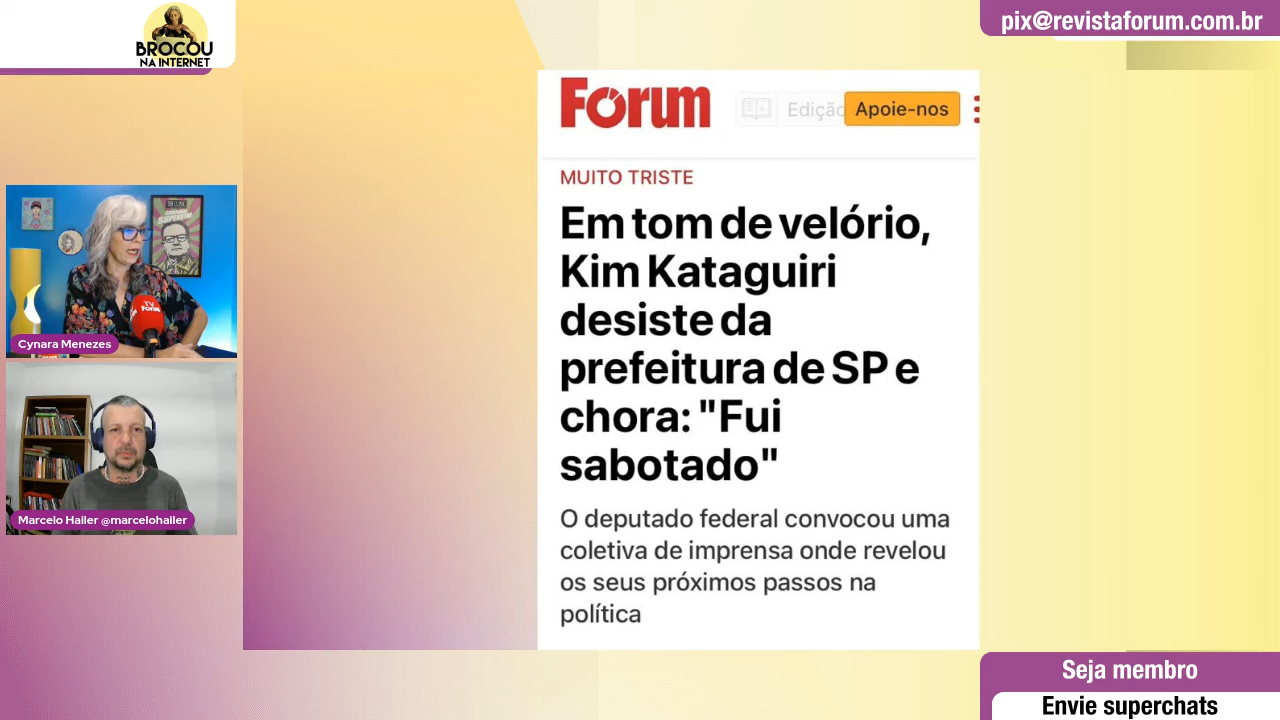 BROCOU
NA INTERNET
pix@revistaforum.com.br
Fórum
Edição
Apoie-nos
MUITO TRISTE
Em tom de velório,
Kim Kataguiri
desiste da
prefeitura de SP e
chora: "Fui
sabotado"
O deputado federal convocou uma
coletiva de imprensa onde revelou
os seus próximos passos na
política
TV
Fórum
Cynara Menezes
Marcelo Hailer @marcelohailer
Seja membro
Envie superchats